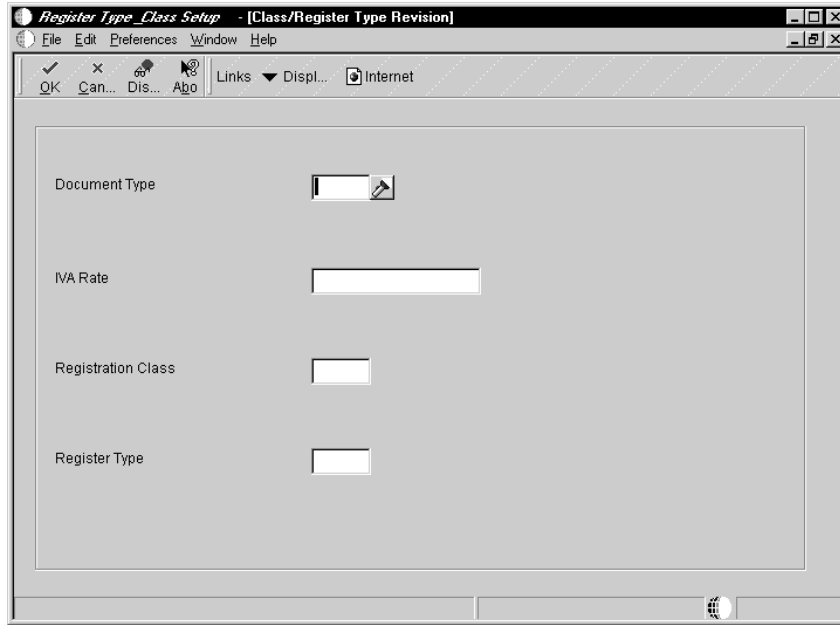 Register Type_Class Setup - [Class/Register Type Revision]
File Edit Preferences Window Help
OK Can... Dis... Abo Links Displ... Internet
Document Type
IVA Rate
Registration Class
Register Type